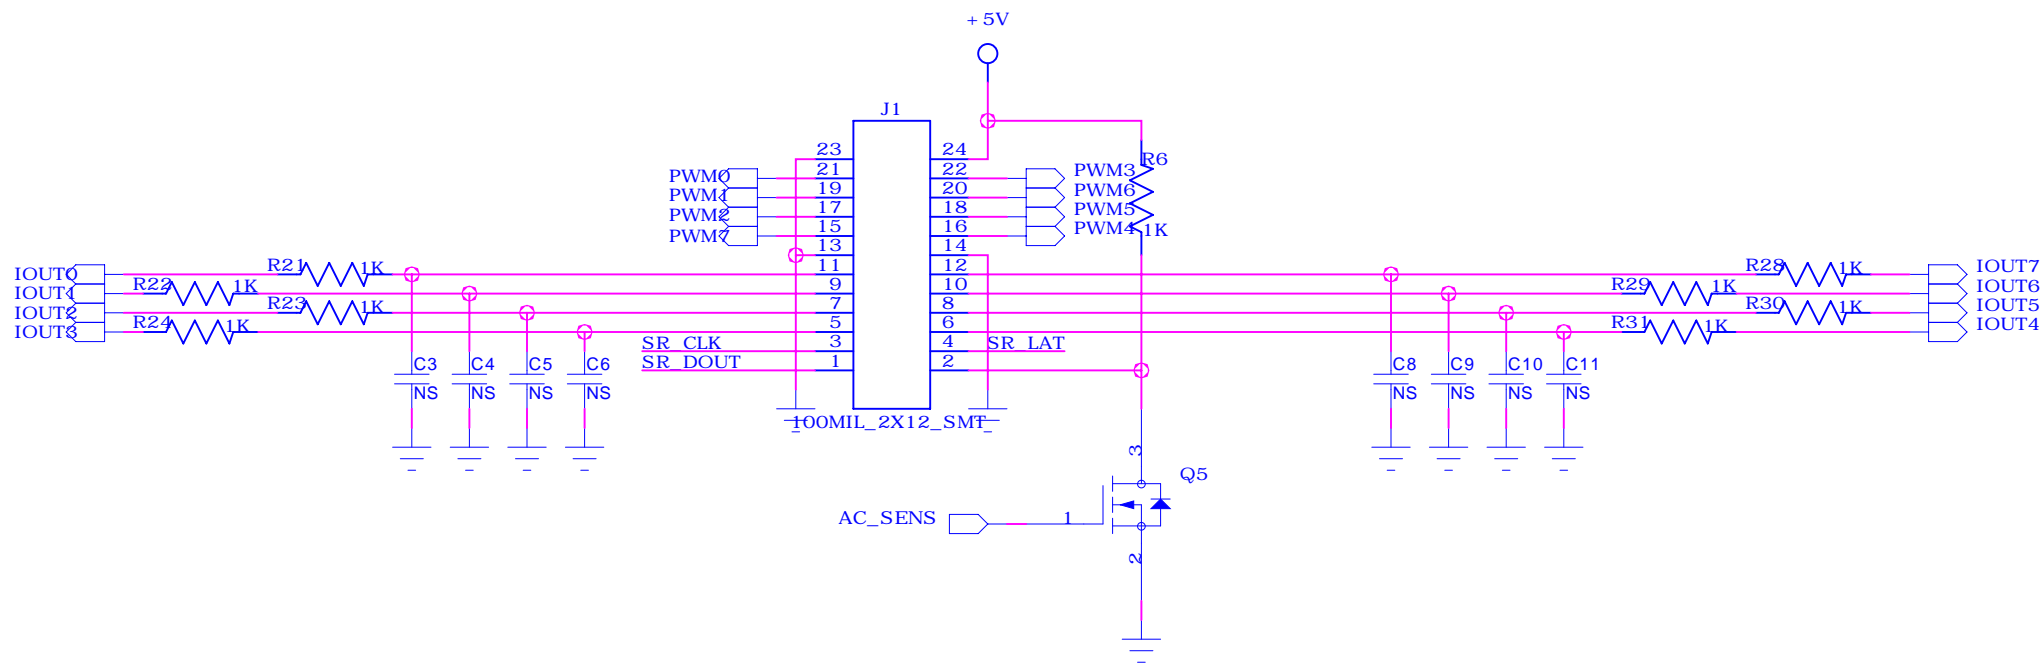 +5V
J1
23 24
21 22
19 20
17 18
15 16
13 14
11 12
9 10
7 8
5 6
3 4
1 2
PWM0
PWM1
PWM2
PWM7
PWM3
PWM6
PWM5
PWM4
R6
1K
IOUT0
IOUT1
IOUT2
IOUT3
R21 1K
R22 1K
R23 1K
R24 1K
SR_CLK
SR_DOUT
SR_LAT
R28 1K
R29 1K
R30 1K
R31 1K
IOUT7
IOUT6
IOUT5
IOUT4
C3 C4 C5 C6
NS NS NS NS
C8 C9 C10 C11
NS NS NS NS
100MIL_2X12_SMT
3
Q5
AC_SENS
1
2